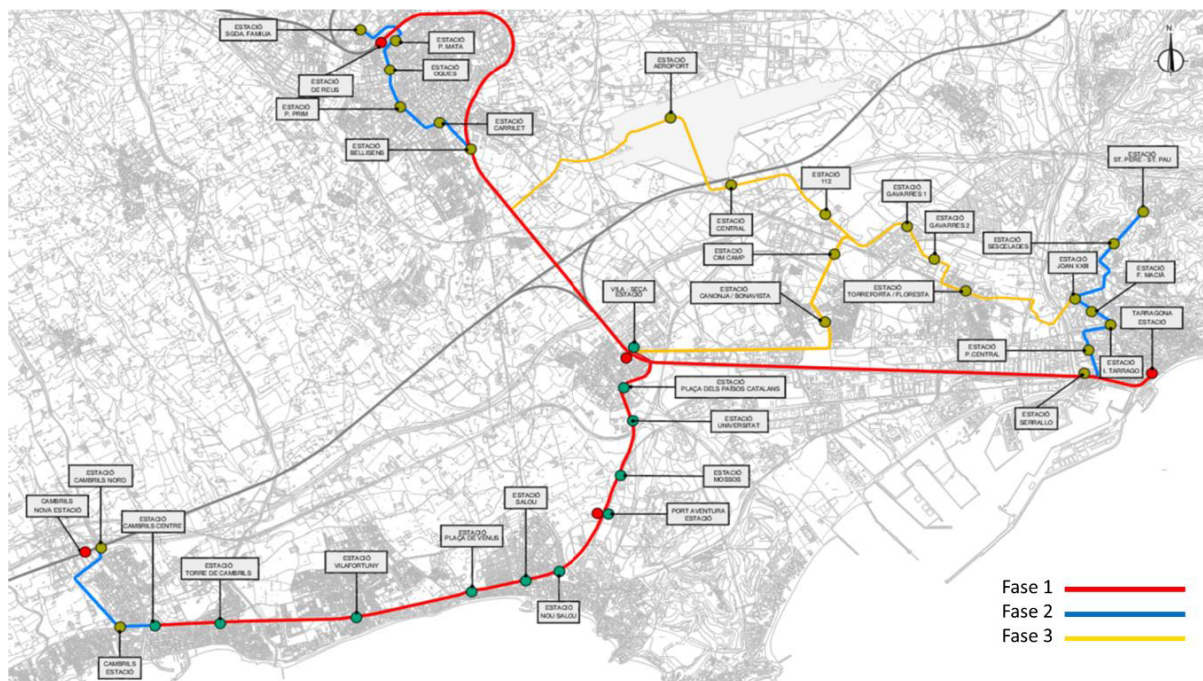 ESTACIÓ
SGDA. FAMILIA
ESTACIÓ
P. MATA
ESTACIÓ
OQUES
ESTACIÓ
DE REUS
ESTACIÓ
P. PRIM
ESTACIÓ
CARRILET
ESTACIÓ
BELLISENS
ESTACIÓ
AEROPORT
N
ESTACIÓ
ST. PERE - ST. PAU
ESTACIÓ
112
ESTACIÓ
GAVARRES 1
ESTACIÓ
CENTRAL
ESTACIÓ
GAVARRES 2
ESTACIÓ
SESCELADES
ESTACIÓ
CIM CAMP
ESTACIÓ
JOAN XXIII
ESTACIÓ
F. MACIÀ
VILA - SECA
ESTACIÓ
ESTACIÓ
CANONJA / BONAVISTA
ESTACIÓ
TORREFORTA / FLORESTA
TARRAGONA
ESTACIÓ
ESTACIÓ
P.CENTRAL
ESTACIÓ
I. TARRAGO
ESTACIÓ
PLAÇA DELS PAÏSOS CATALANS
ESTACIÓ
UNIVERSITAT
ESTACIÓ
SERRALLO
ESTACIÓ
MOSSOS
ESTACIÓ
CAMBRILS NORD
CAMBRILS
NOVA ESTACIÓ
ESTACIÓ
CAMBRILS CENTRE
ESTACIÓ
SALOU
PORT AVENTURA
ESTACIÓ
ESTACIÓ
PLAÇA DE VENUS
ESTACIÓ
VILAFORTUNY
ESTACIÓ
TORRE DE CAMBRILS
ESTACIÓ
NOU SALOU
CAMBRILS
ESTACIÓ
Fase 1
Fase 2
Fase 3